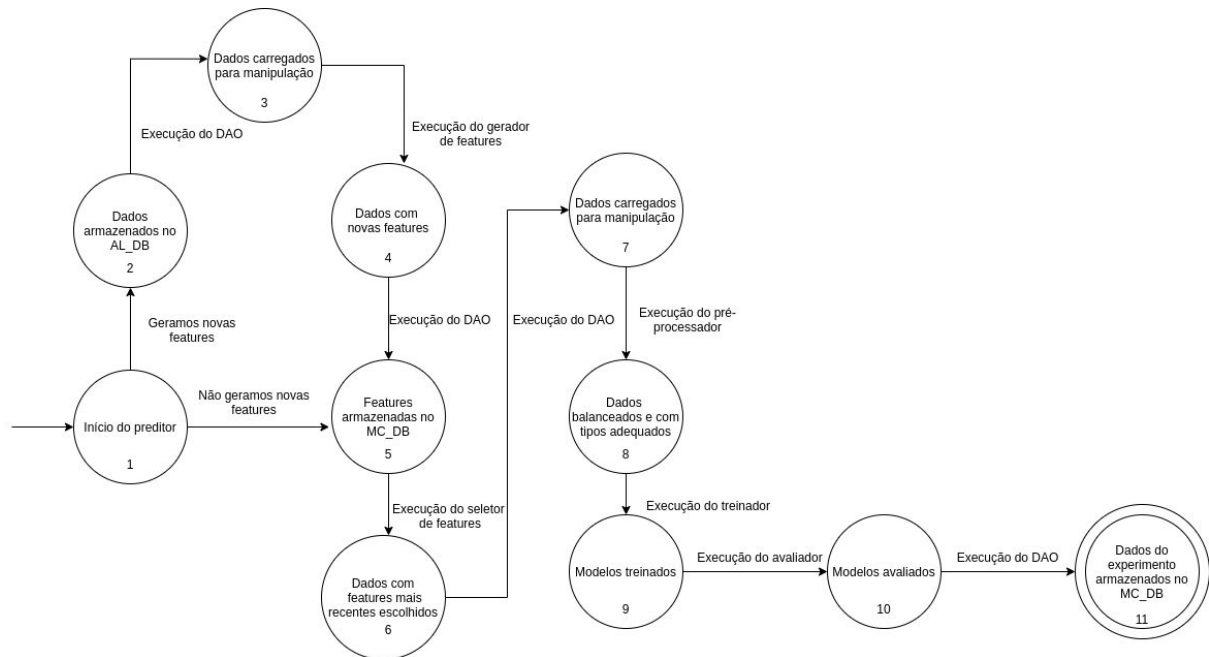 Dados carregados
para manipulação
3
Execução do DAO
Execução do gerador
de features
Dados
armazenados no
AL_DB
2
Dados com
novas features
4
Dados carregados
para manipulação
7
Geramos novas
features
Execução do DAO
Execução do DAO
Execução do pré-
processador
Início do preditor
1
Não geramos novas
features
Features
armazenadas no
MC_DB
5
Dados
balanceados e com
tipos adequados
8
Execução do seletor
de features
Execução do treinador
Dados com
features mais
recentes escolhidos
6
Modelos treinados
9
Execução do avaliador
Modelos avaliados
10
Execução do DAO
Dados do
experimento
armazenados no
MC_DB
11